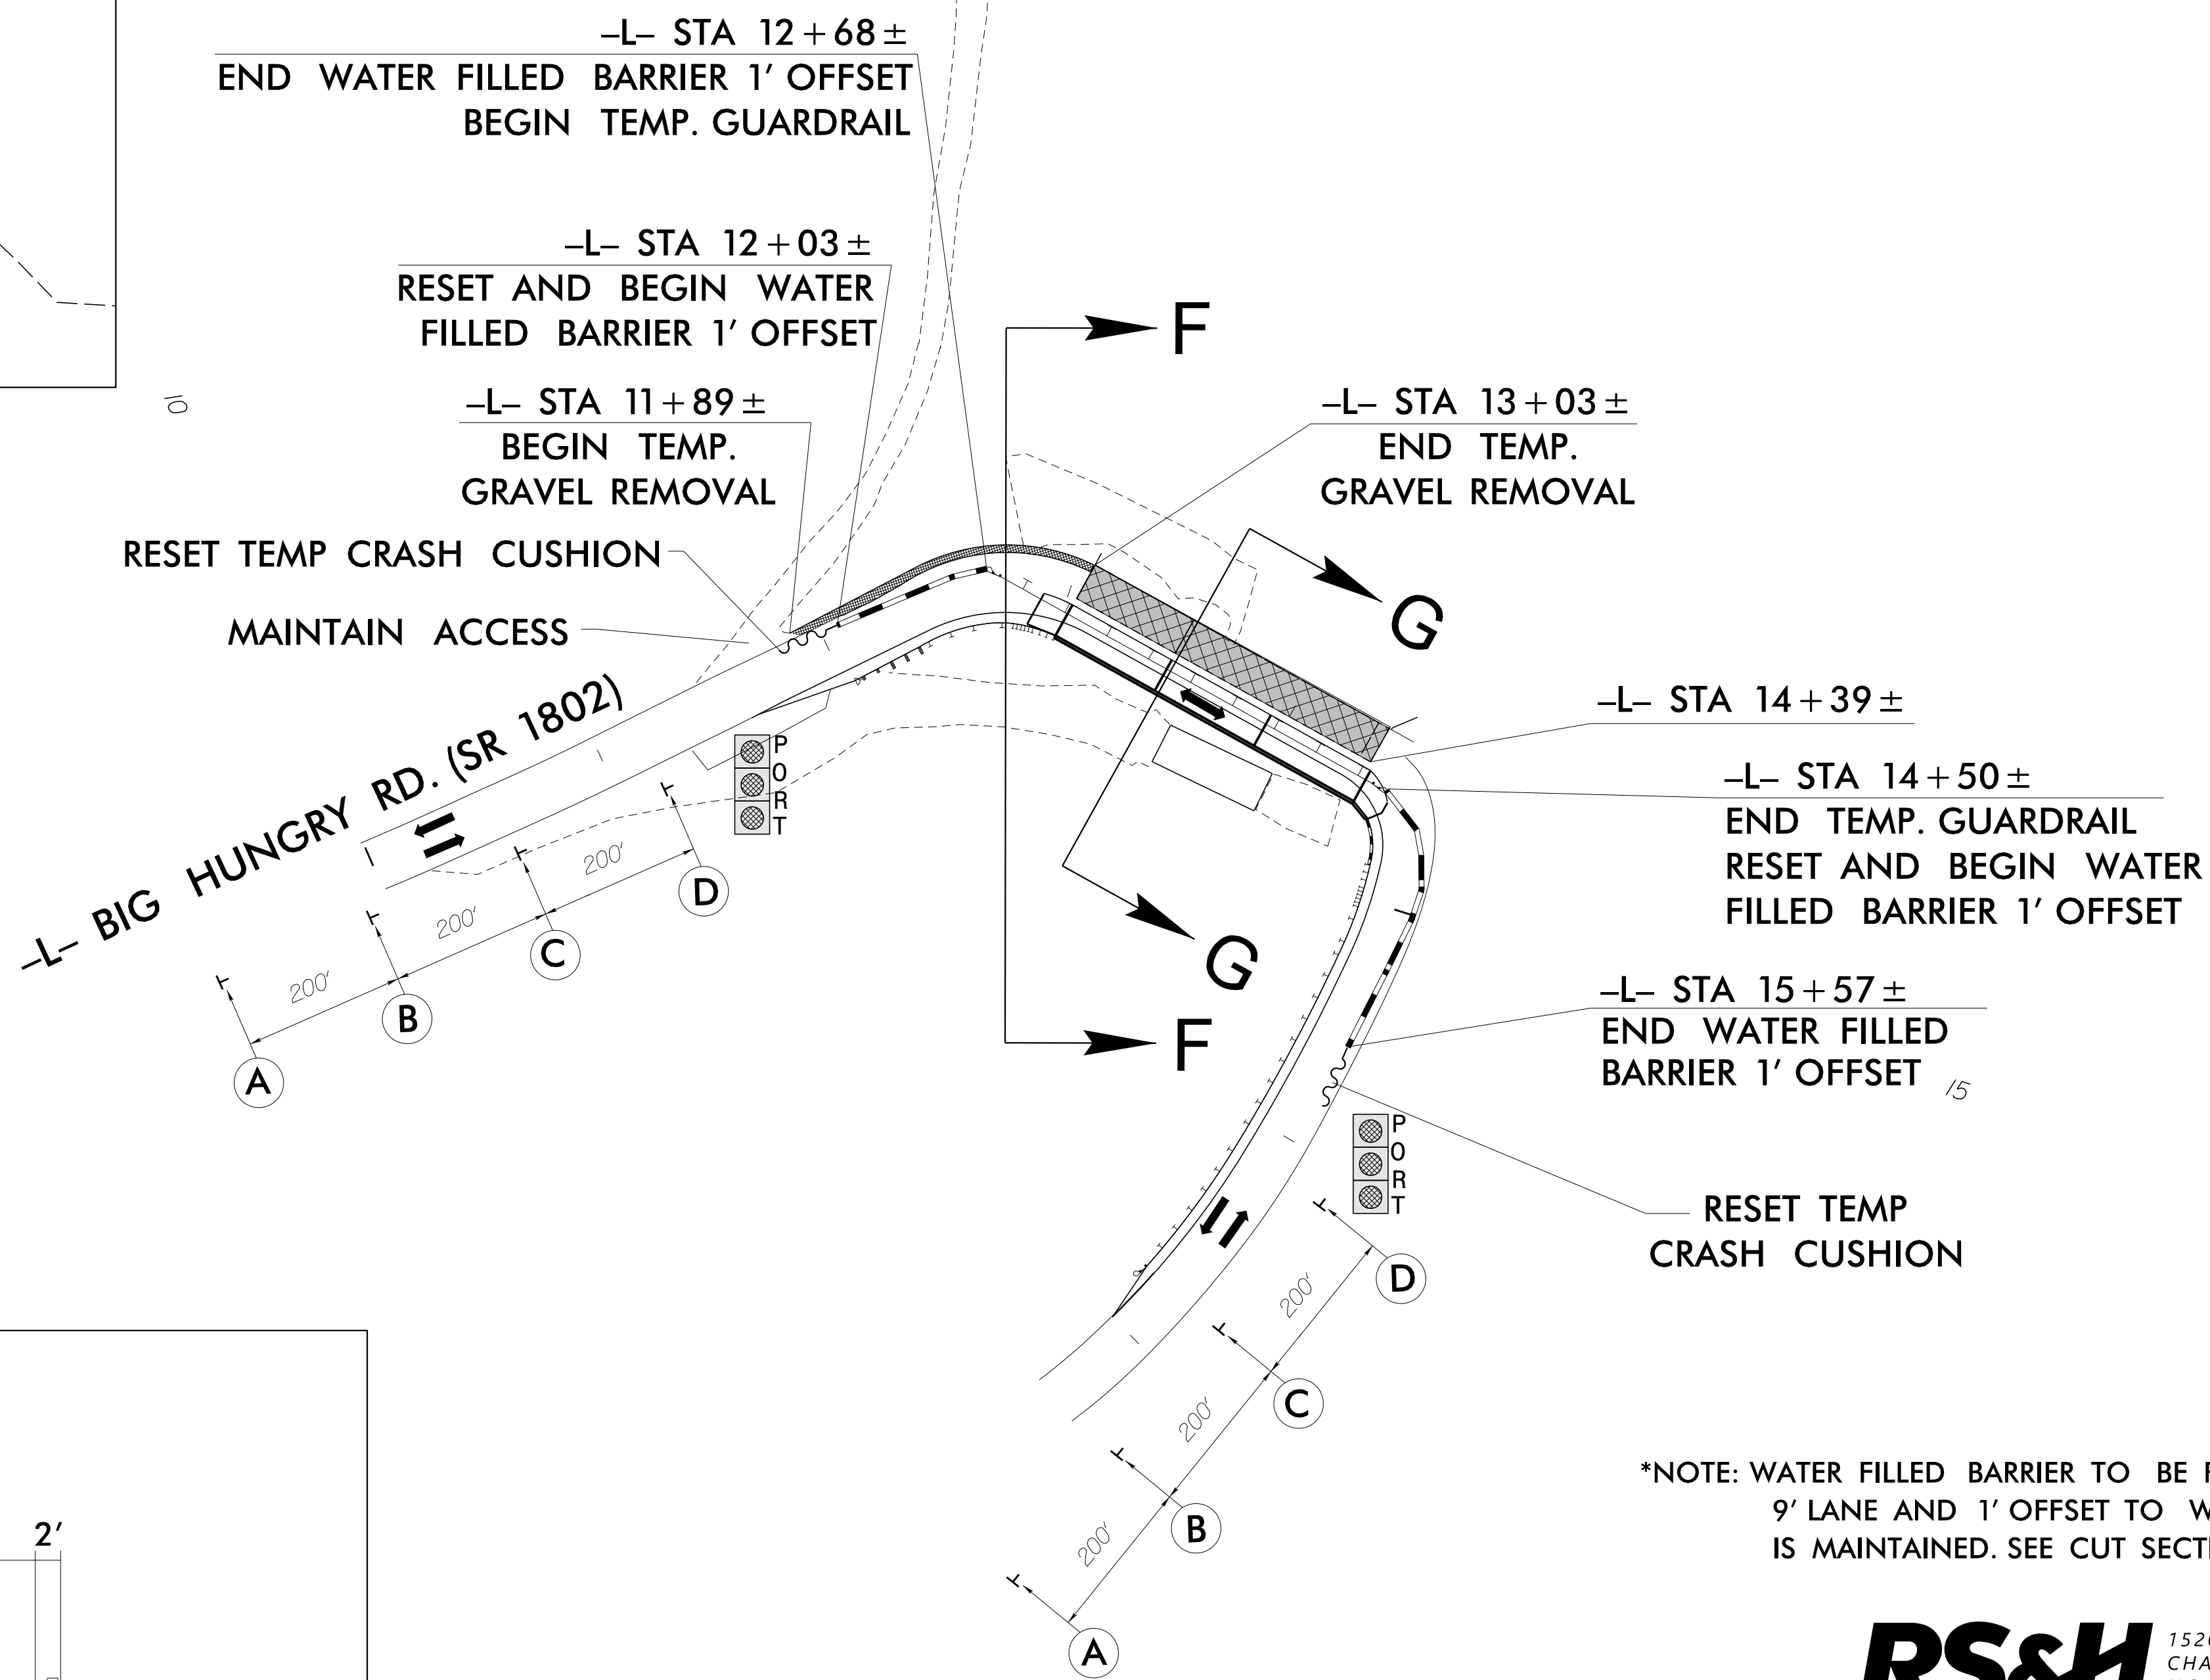 –L– STA 12+68±
END WATER FILLED BARRIER 1' OFFSET
BEGIN TEMP. GUARDRAIL
–L– STA 12+03±
RESET AND BEGIN WATER
FILLED BARRIER 1' OFFSET
–L– STA 11+89±
BEGIN TEMP.
GRAVEL REMOVAL
RESET TEMP CRASH CUSHION
MAINTAIN ACCESS
10
F
–L– STA 13+03±
END TEMP.
GRAVEL REMOVAL
G
–L– STA 14+39±
–L– STA 14+50±
END TEMP. GUARDRAIL
RESET AND BEGIN WATER
FILLED BARRIER 1' OFFSET
–L– BIG HUNGRY RD. (SR 1802)
PORT
200'
200'
200'
A
B
C
D
G
F
–L– STA 15+57±
END WATER FILLED
BARRIER 1' OFFSET
15
PORT
RESET TEMP
CRASH CUSHION
D
200'
C
200'
B
200'
A
2'
*NOTE: WATER FILLED BARRIER TO BE
9' LANE AND 1' OFFSET TO
IS MAINTAINED. SEE CUT
RS&H